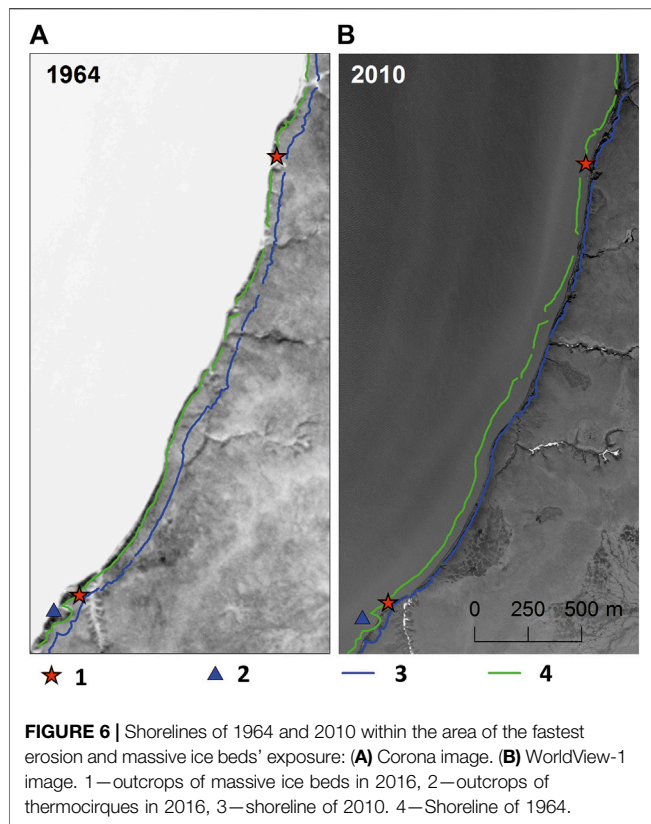 A
B
1964
2010
0 250 500 m
1 2 3 4
FIGURE 6 | Shorelines of 1964 and 2010 within the area of the fastest
erosion and massive ice beds' exposure: (A) Corona image. (B) WorldView-1
image. 1—outcrops of massive ice beds in 2016, 2—outcrops of
thermocirques in 2016, 3—shoreline of 2010. 4—Shoreline of 1964.